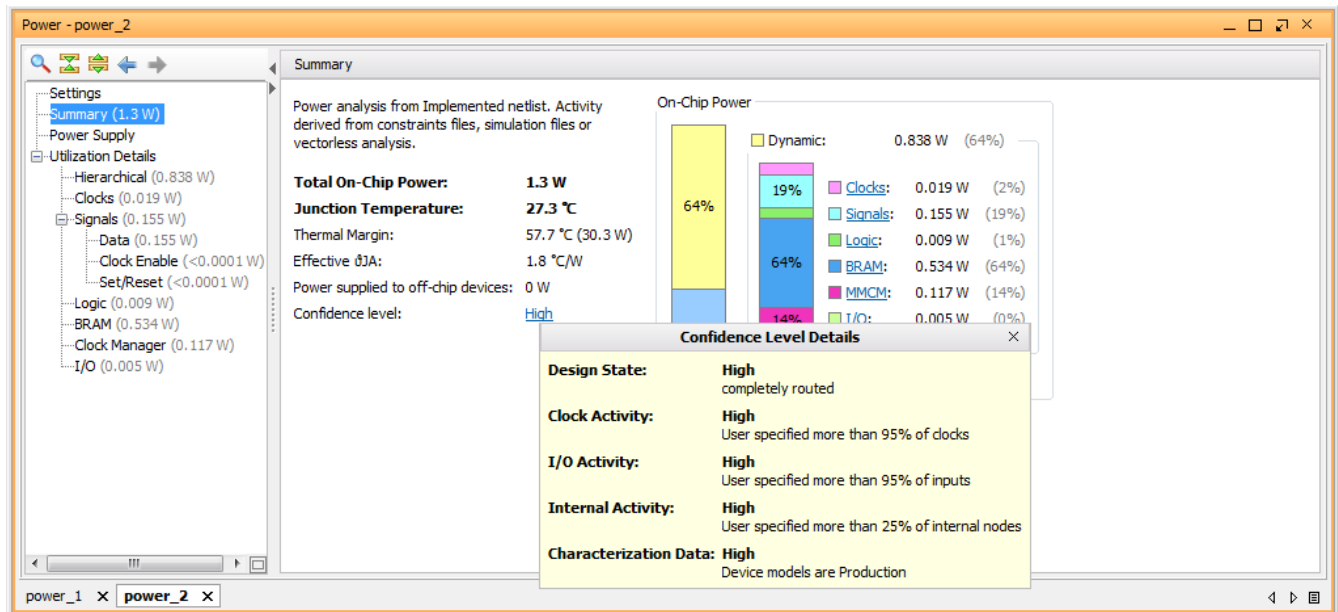 Power - power_2
Summary
Settings
Summary (1.3 W)
Power Supply
Utilization Details
Hierarchical (0.838 W)
Clocks (0.019 W)
Signals (0.155 W)
Data (0.155 W)
Clock Enable (<0.0001 W)
Set/Reset (<0.0001 W)
Logic (0.009 W)
BRAM (0.534 W)
Clock Manager (0.117 W)
I/O (0.005 W)
Power analysis from Implemented netlist. Activity
derived from constraints files, simulation files or
vectorless analysis.
Total On-Chip Power: 1.3 W
Junction Temperature: 27.3 °C
Thermal Margin: 57.7 °C (30.3 W)
Effective ϑJA: 1.8 °C/W
Power supplied to off-chip devices: 0 W
Confidence level: High
On-Chip Power
64%
Dynamic: 0.838 W (64%)
19%
64%
14%
Clocks: 0.019 W (2%)
Signals: 0.155 W (19%)
Logic: 0.009 W (1%)
BRAM: 0.534 W (64%)
MMCM: 0.117 W (14%)
I/O: 0.005 W (0%)
Confidence Level Details
Design State: High
completely routed
Clock Activity: High
User specified more than 95% of clocks
I/O Activity: High
User specified more than 95% of inputs
Internal Activity: High
User specified more than 25% of internal nodes
Characterization Data: High
Device models are Production
power_1 power_2